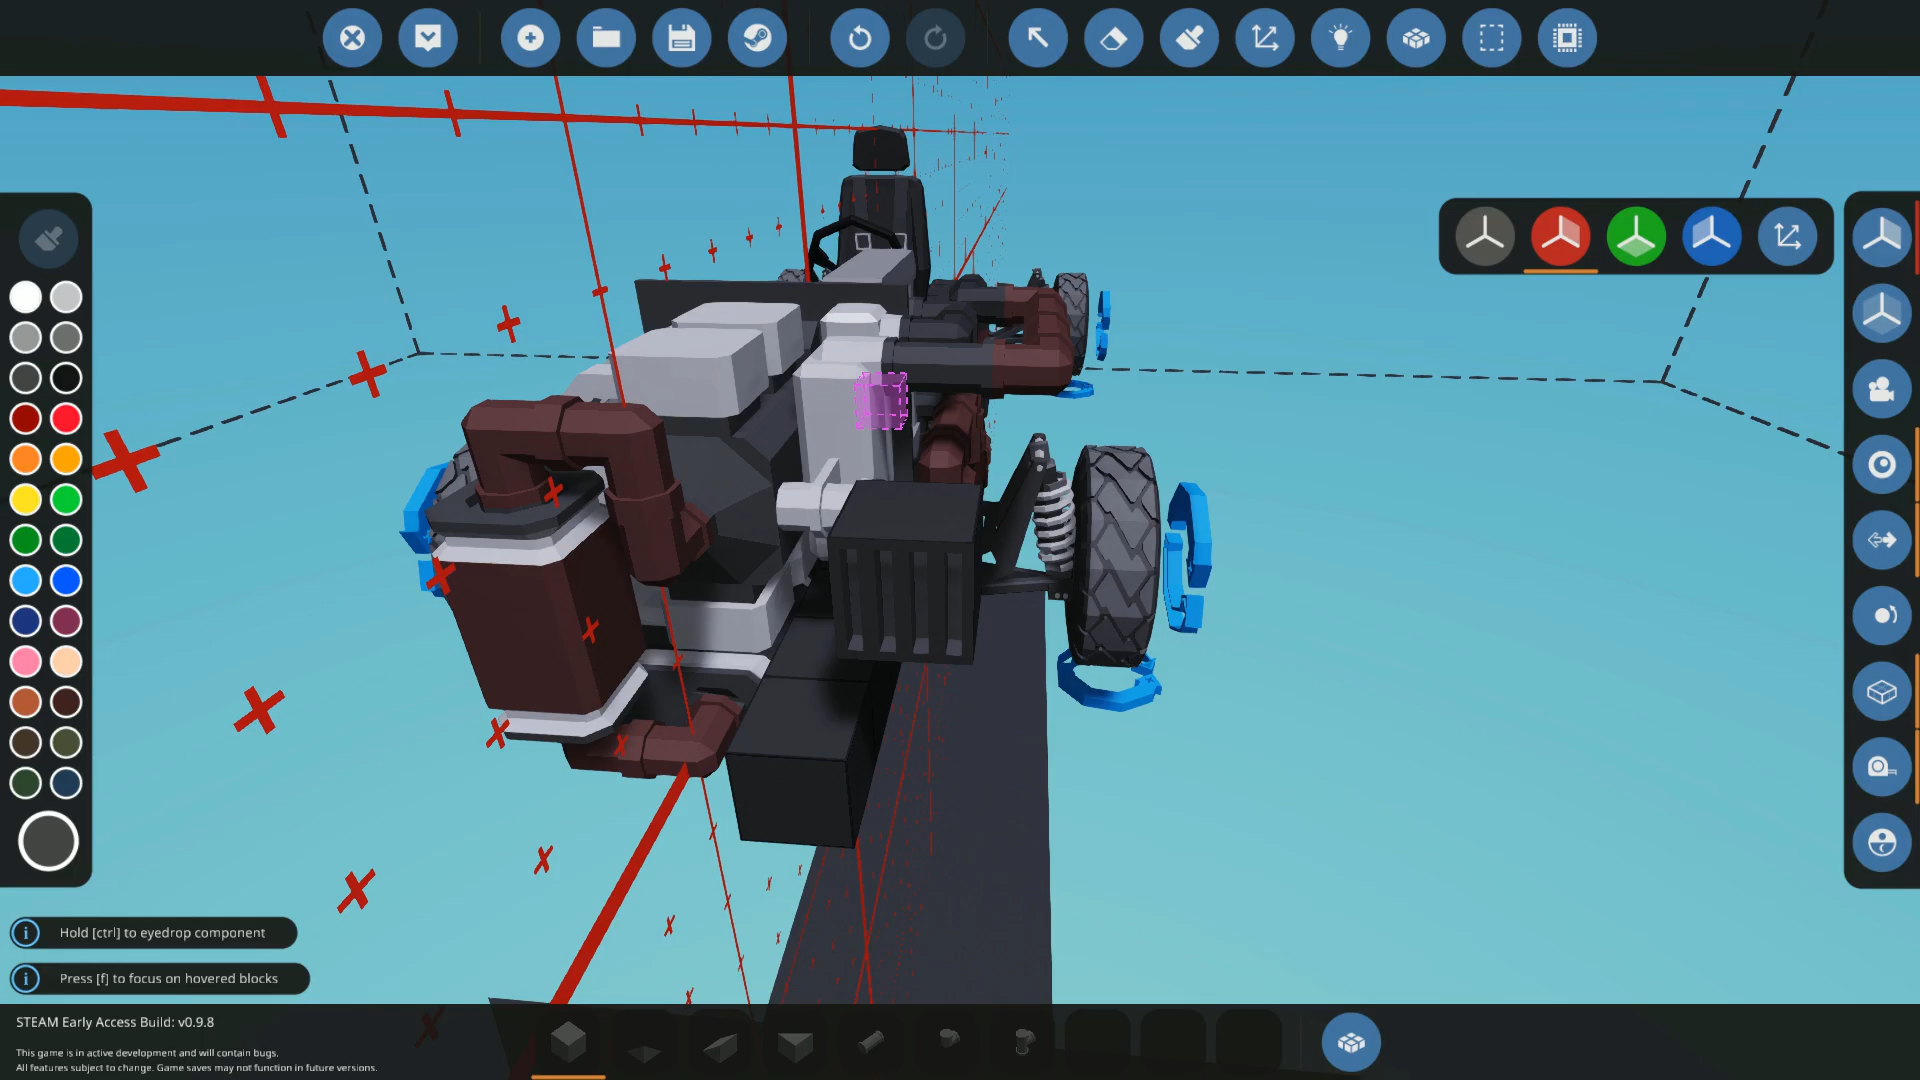 Hold [ctrl] to eyedrop component
Press [f] to focus on hovered blocks
STEAM Early Access Build: v0.9.8
This game is in active development and will contain bugs.
All features subject to change. Game saves may not function in future versions.